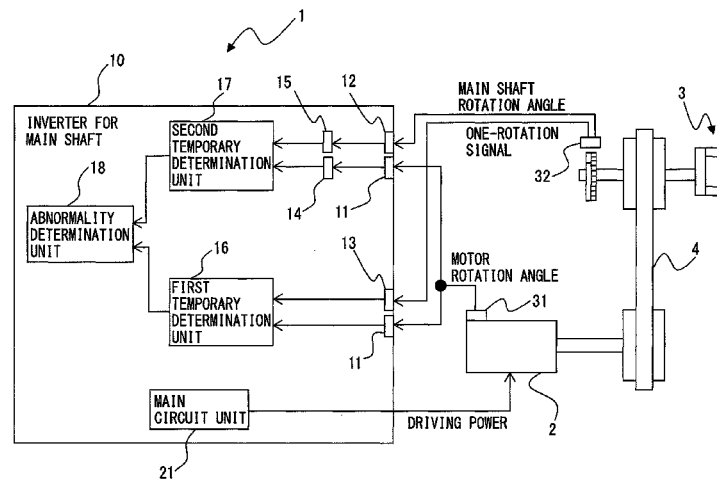 1
10
17
15
12
MAIN SHAFT
ROTATION ANGLE
3
INVERTER FOR
MAIN SHAFT
SECOND
TEMPORARY
DETERMINATION
UNIT
ONE-ROTATION
SIGNAL
32
18
14
11
ABNORMALITY
DETERMINATION
UNIT
16
13
MOTOR
ROTATION ANGLE
4
FIRST
TEMPORARY
DETERMINATION
UNIT
31
11
MAIN
CIRCUIT UNIT
DRIVING POWER
2
21